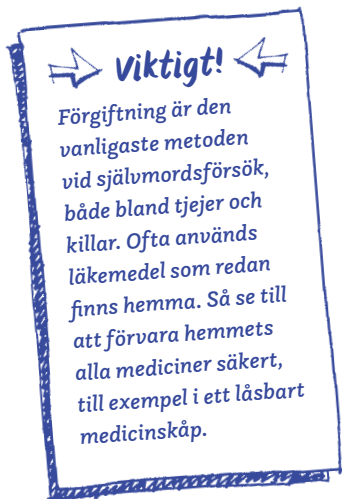 Viktigt!
Förgiftning är den
vanligaste metoden
vid självmordsförsök,
både bland tjejer och
killar. Ofta används
läkemedel som redan
finns hemma. Så se till
att förvara hemmets
alla mediciner säkert,
till exempel i ett låsbart
medicinskåp.